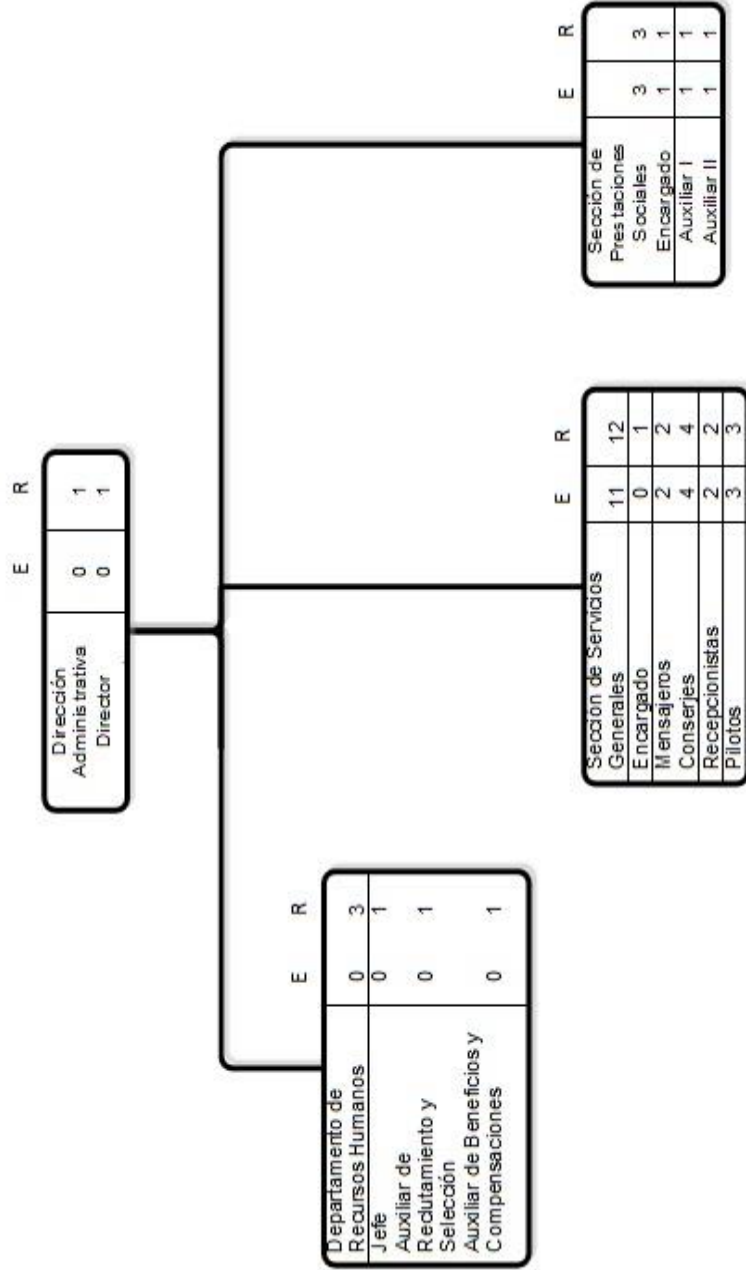 E R
Dirección
Administrativa 0 1
Director 0 1
E R
Departamento de
Recursos Humanos 0 3
Jefe 0 1
Auxiliar de
Reclutamiento y 0 1
Selección
Auxiliar de Beneficios y
Compensaciones 0 1
E R
Sección de Servicios
Generales 11 12
Encargado 0 1
Mensajeros 2 2
Conserjes 4 4
Recepcionistas 2 2
Pilotos 3 3
E R
Sección de
Prestaciones
Sociales 3 3
Encargado 1 1
Auxiliar I 1 1
Auxiliar II 1 1